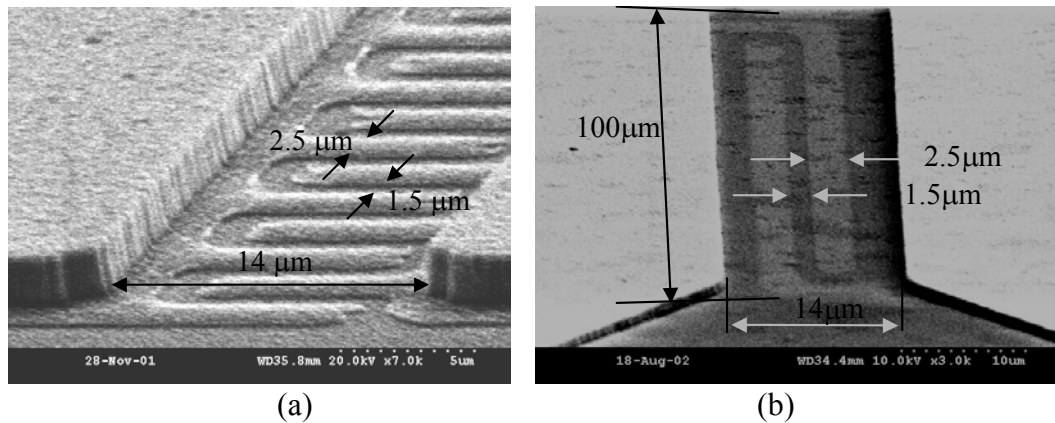 2.5 μm
1.5 μm
14 μm
28-Nov-01 WD35.8mm 20.0kV x7.0k 5um
(a)
100μm
2.5μm
1.5μm
14μm
18-Aug-02 WD34.4mm 10.0kV x3.0k 10um
(b)